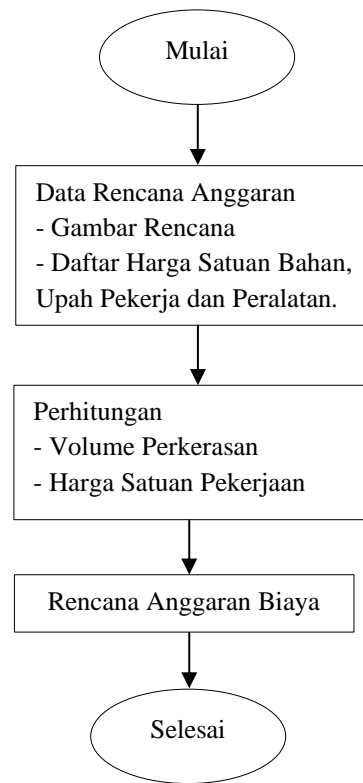 Mulai
Data Rencana Anggaran
- Gambar Rencana
- Daftar Harga Satuan Bahan,
Upah Pekerja dan Peralatan.
Perhitungan
- Volume Perkerasan
- Harga Satuan Pekerjaan
Rencana Anggaran Biaya
Selesai